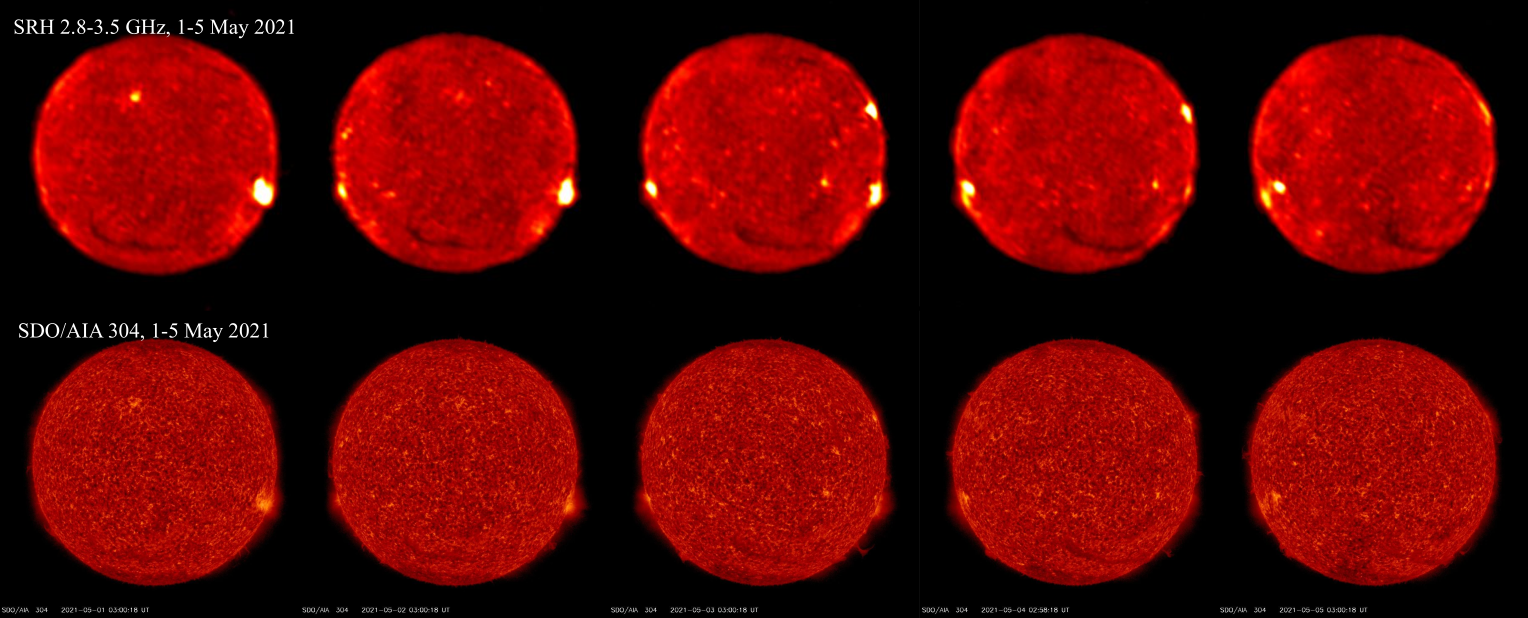 SRH 2.8-3.5 GHz, 1-5 May 2021
SDO/AIA 304, 1-5 May 2021
SDO/AIA 304 2021-05-01 03:00:18 UT
SDO/AIA 304 2021-05-02 03:00:18 UT
SDO/AIA 304 2021-05-03 03:00:18 UT
SDO/AIA 304 2021-05-04 02:58:18 UT
SDO/AIA 304 2021-05-05 03:00:18 UT